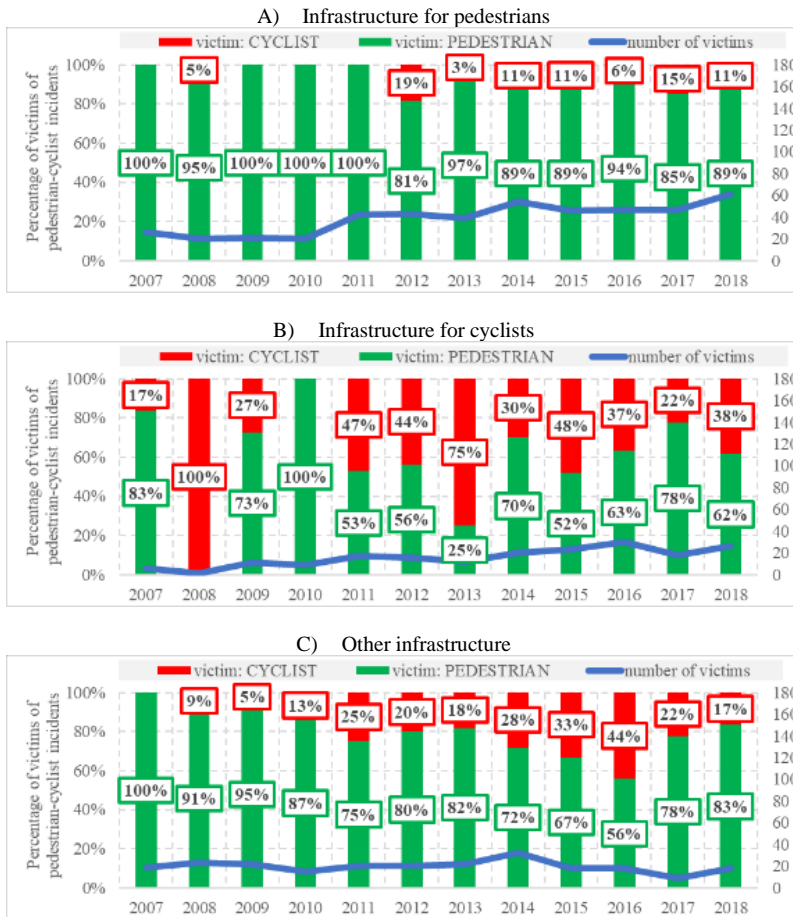 A) Infrastructure for pedestrians
victim: CYCLIST victim: PEDESTRIAN number of victims
Percentage of victims of
pedestrian-cyclist incidents
100% 180
160
80% 140
120
60% 100
40% 80
60
20% 40
20
0% 0
5% 19% 3% 11% 11% 6% 15% 11%
100% 95% 100% 100% 100% 81% 97% 89% 89% 94% 85% 89%
2007 2008 2009 2010 2011 2012 2013 2014 2015 2016 2017 2018
B) Infrastructure for cyclists
victim: CYCLIST victim: PEDESTRIAN number of victims
Percentage of victims of
pedestrian-cyclist incidents
100% 180
160
80% 140
120
60% 100
40% 80
60
20% 40
20
0% 0
17% 100% 27% 47% 44% 75% 30% 48% 37% 22% 38%
83% 73% 100% 53% 56% 25% 70% 52% 63% 78% 62%
2007 2008 2009 2010 2011 2012 2013 2014 2015 2016 2017 2018
C) Other infrastructure
victim: CYCLIST victim: PEDESTRIAN number of victims
Percentage of victims of
pedestrian-cyclist incidents
100% 180
160
80% 140
120
60% 100
40% 80
60
20% 40
20
0% 0
9% 5% 13% 25% 20% 18% 28% 33% 44% 22% 17%
100% 91% 95% 87% 75% 80% 82% 72% 67% 56% 78% 83%
2007 2008 2009 2010 2011 2012 2013 2014 2015 2016 2017 2018